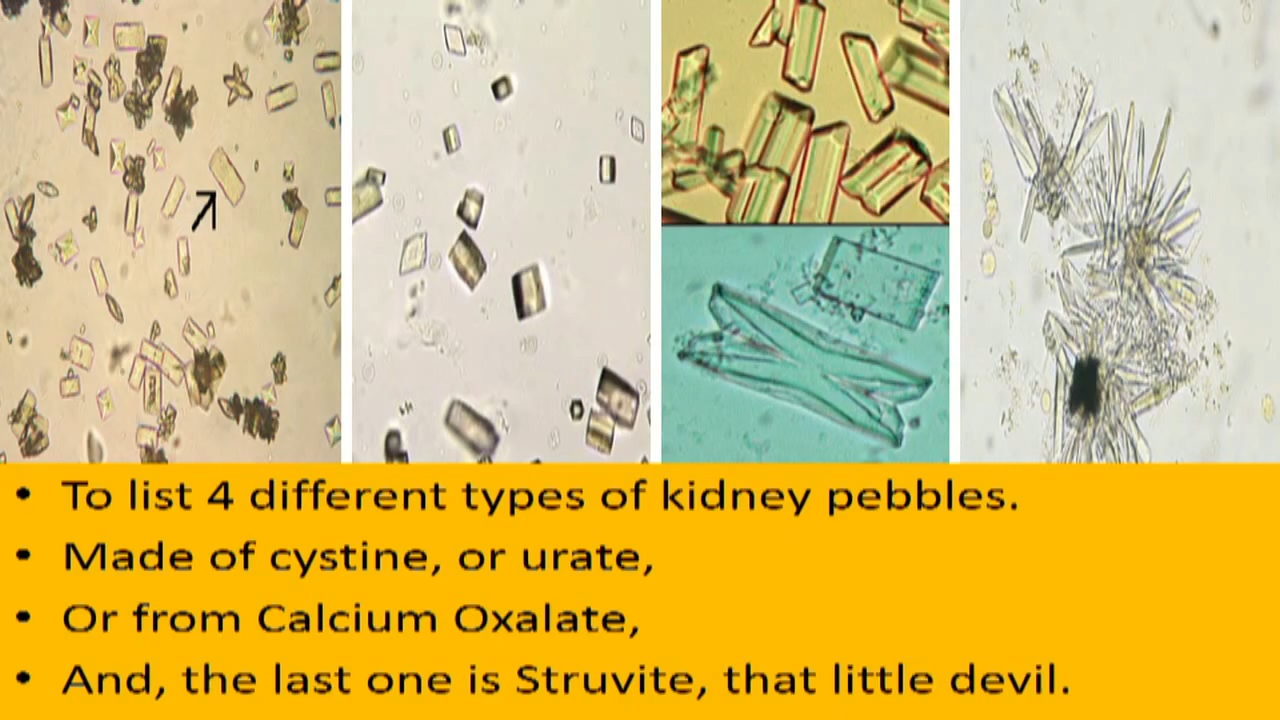 • To list 4 different types of kidney pebbles.
• Made of cystine, or urate,
• Or from Calcium Oxalate,
• And, the last one is Struvite, that little devil.